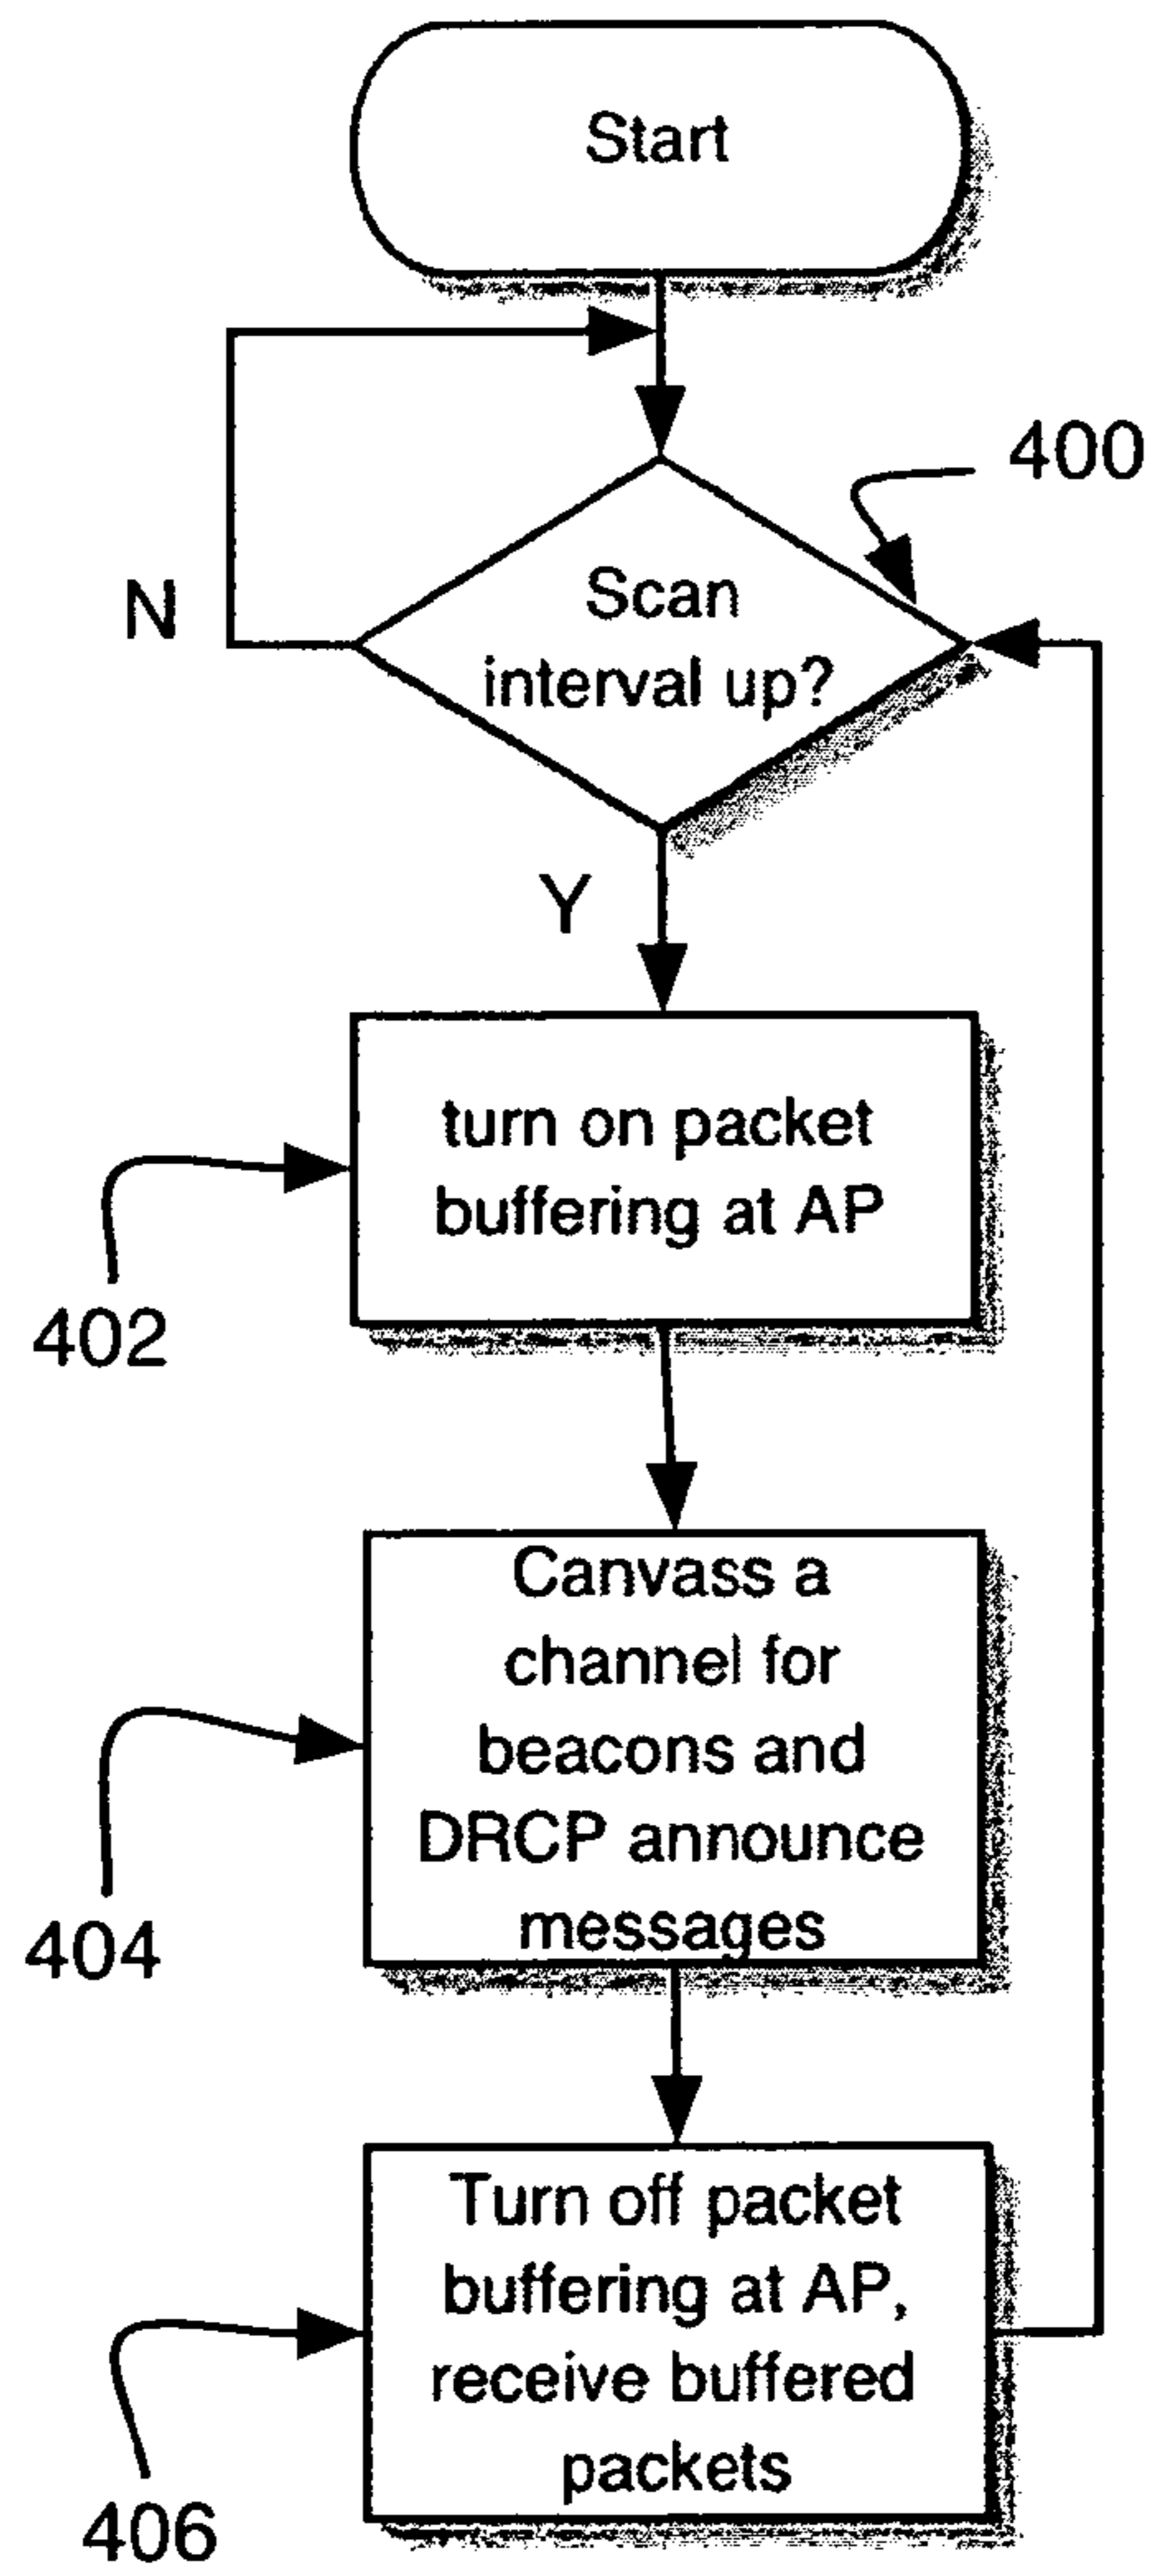 Start
400
Scan
interval up?
N
Y
turn on packet
buffering at AP
402
Canvass a
channel for
beacons and
DRCP announce
messages
404
Turn off packet
buffering at AP,
receive buffered
packets
406